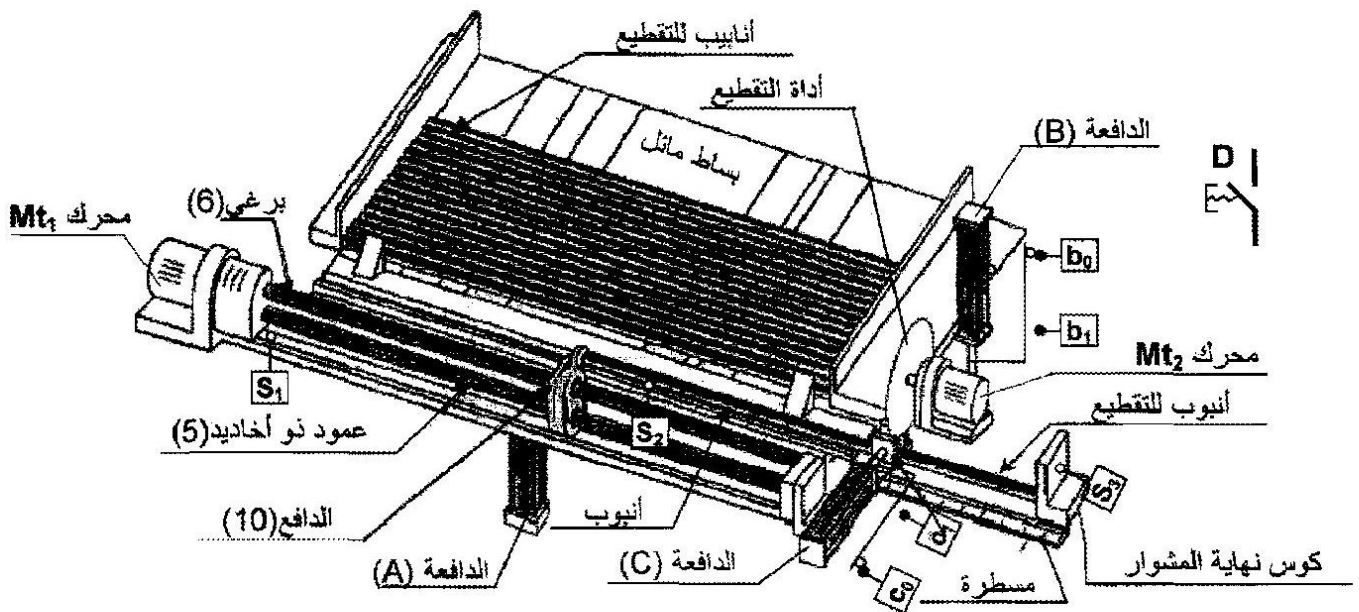 أنابيب للتقطيع
أداة التقطيع
الدافعة (B)
D
بساط مائل
برغي(6)
محرك Mt₁
b₀
b₁
محرك Mt₂
أنبوب للتقطيع
S₁
عمود ذو أخاديد(5)
S₂
S₃
الدافع(10)
أنبوب
d
الدافعة (C)
كوس نهاية المشوار
الدافعة (A)
c₀
مسطرة